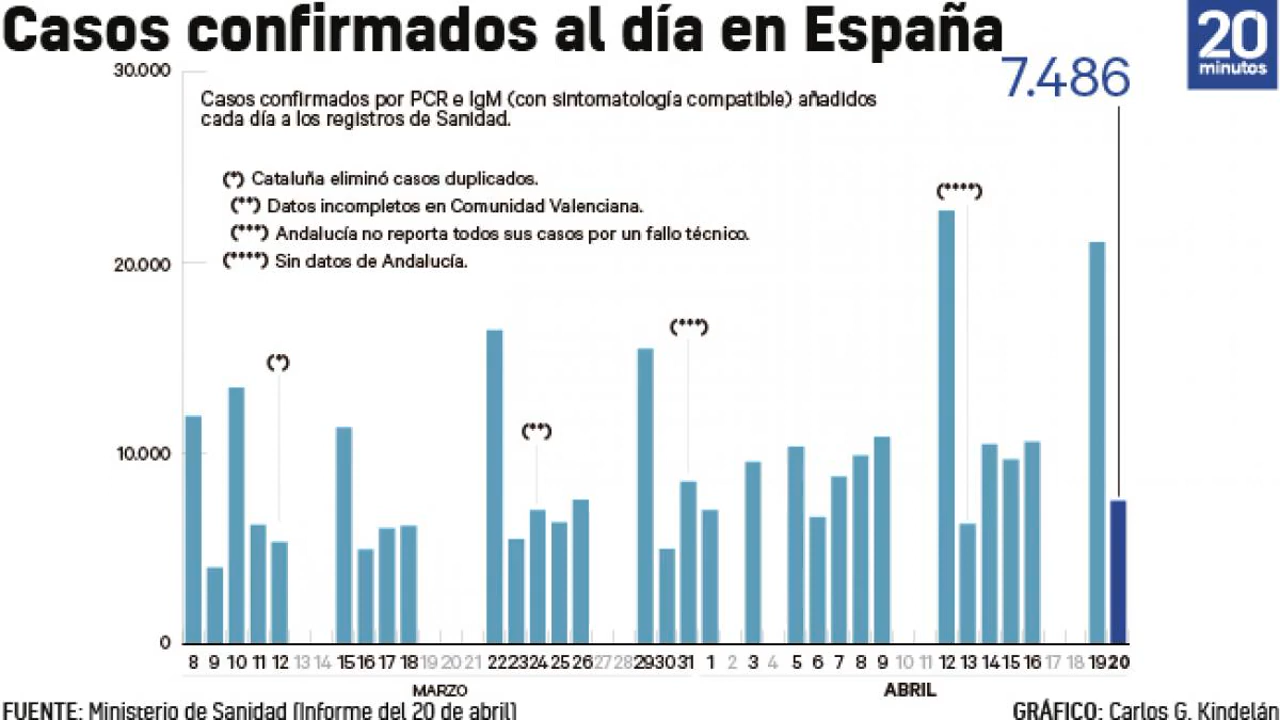 Casos confirmados al día en España
20
minutos
7.486
30.000
Casos confirmados por PCR e IgM (con sintomatología compatible) añadidos
cada día a los registros de Sanidad.
(*) Cataluña eliminó casos duplicados.
(**) Datos incompletos en Comunidad Valenciana.
(***) Andalucía no reporta todos sus casos por un fallo técnico.
(****) Sin datos de Andalucía.
(****)
20.000
(***)
(*)
(**)
10.000
0
8 9 10 11 12 13 14 15 16 17 18 19 20 21 22 23 24 25 26 27 28 29 30 31 1 2 3 4 5 6 7 8 9 10 11 12 13 14 15 16 17 18 19 20
MARZO ABRIL
FUENTE: Ministerio de Sanidad (Informe del 20 de abril) GRÁFICO: Carlos G. Kindelán